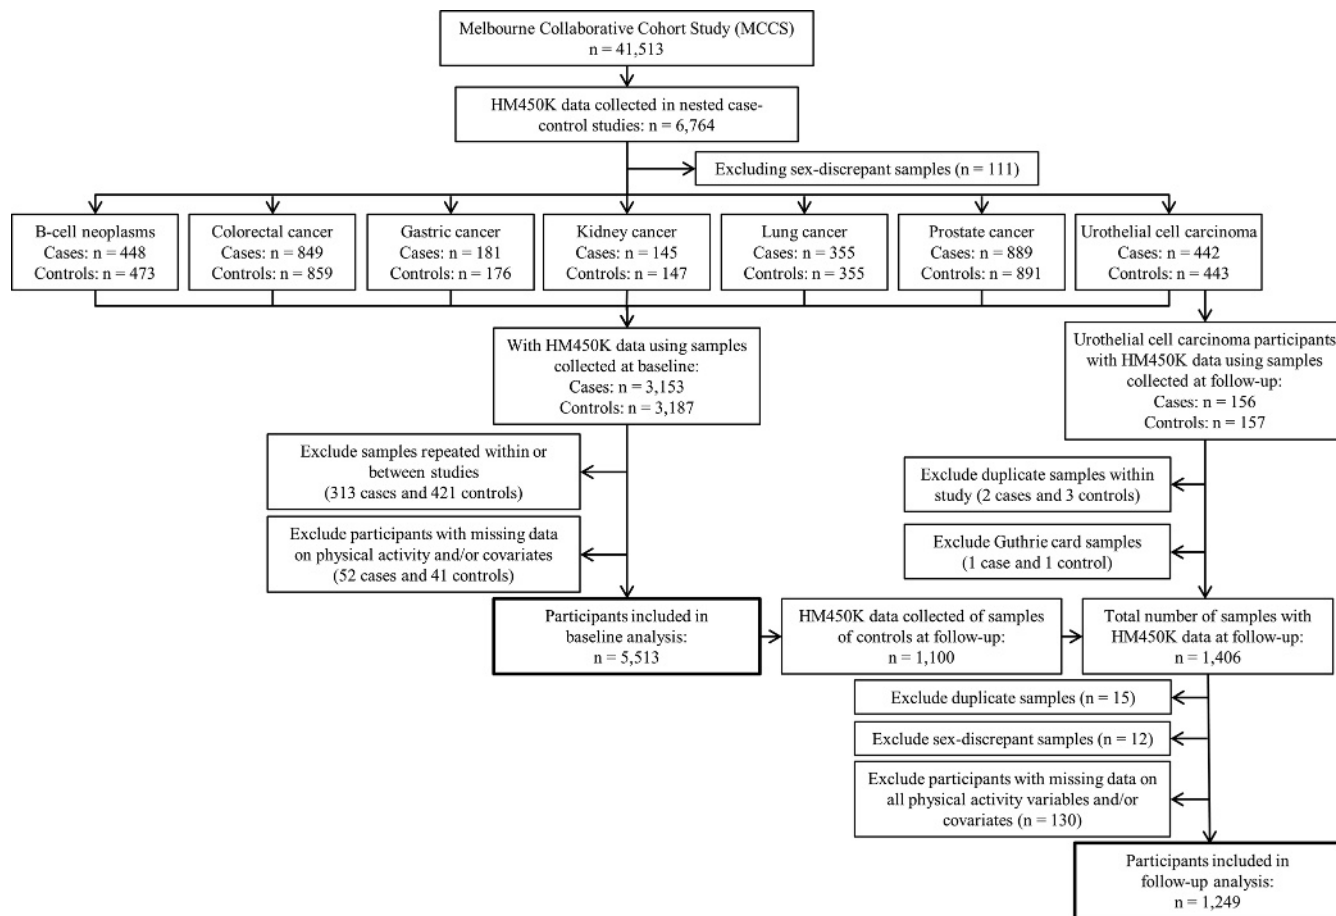 Melbourne Collaborative Cohort Study (MCCS)
n = 41,513
HM450K data collected in nested case-
control studies: n = 6,764
Excluding sex-discrepant samples (n = 111)
B-cell neoplasms
Cases: n = 448
Controls: n = 473
Colorectal cancer
Cases: n = 849
Controls: n = 859
Gastric cancer
Cases: n = 181
Controls: n = 176
Kidney cancer
Cases: n = 145
Controls: n = 147
Lung cancer
Cases: n = 355
Controls: n = 355
Prostate cancer
Cases: n = 889
Controls: n = 891
Urothelial cell carcinoma
Cases: n = 442
Controls: n = 443
With HM450K data using samples
collected at baseline:
Cases: n = 3,153
Controls: n = 3,187
Urothelial cell carcinoma participants
with HM450K data using samples
collected at follow-up:
Cases: n = 156
Controls: n = 157
Exclude samples repeated within or
between studies
(313 cases and 421 controls)
Exclude duplicate samples within
study (2 cases and 3 controls)
Exclude participants with missing data
on physical activity and/or covariates
(52 cases and 41 controls)
Exclude Guthrie card samples
(1 case and 1 control)
Participants included in
baseline analysis:
n = 5,513
HM450K data collected of samples
of controls at follow-up:
n = 1,100
Total number of samples with
HM450K data at follow-up:
n = 1,406
Exclude duplicate samples (n = 15)
Exclude sex-discrepant samples (n = 12)
Exclude participants with missing data on
all physical activity variables and/or
covariates (n = 130)
Participants included in
follow-up analysis:
n = 1,249